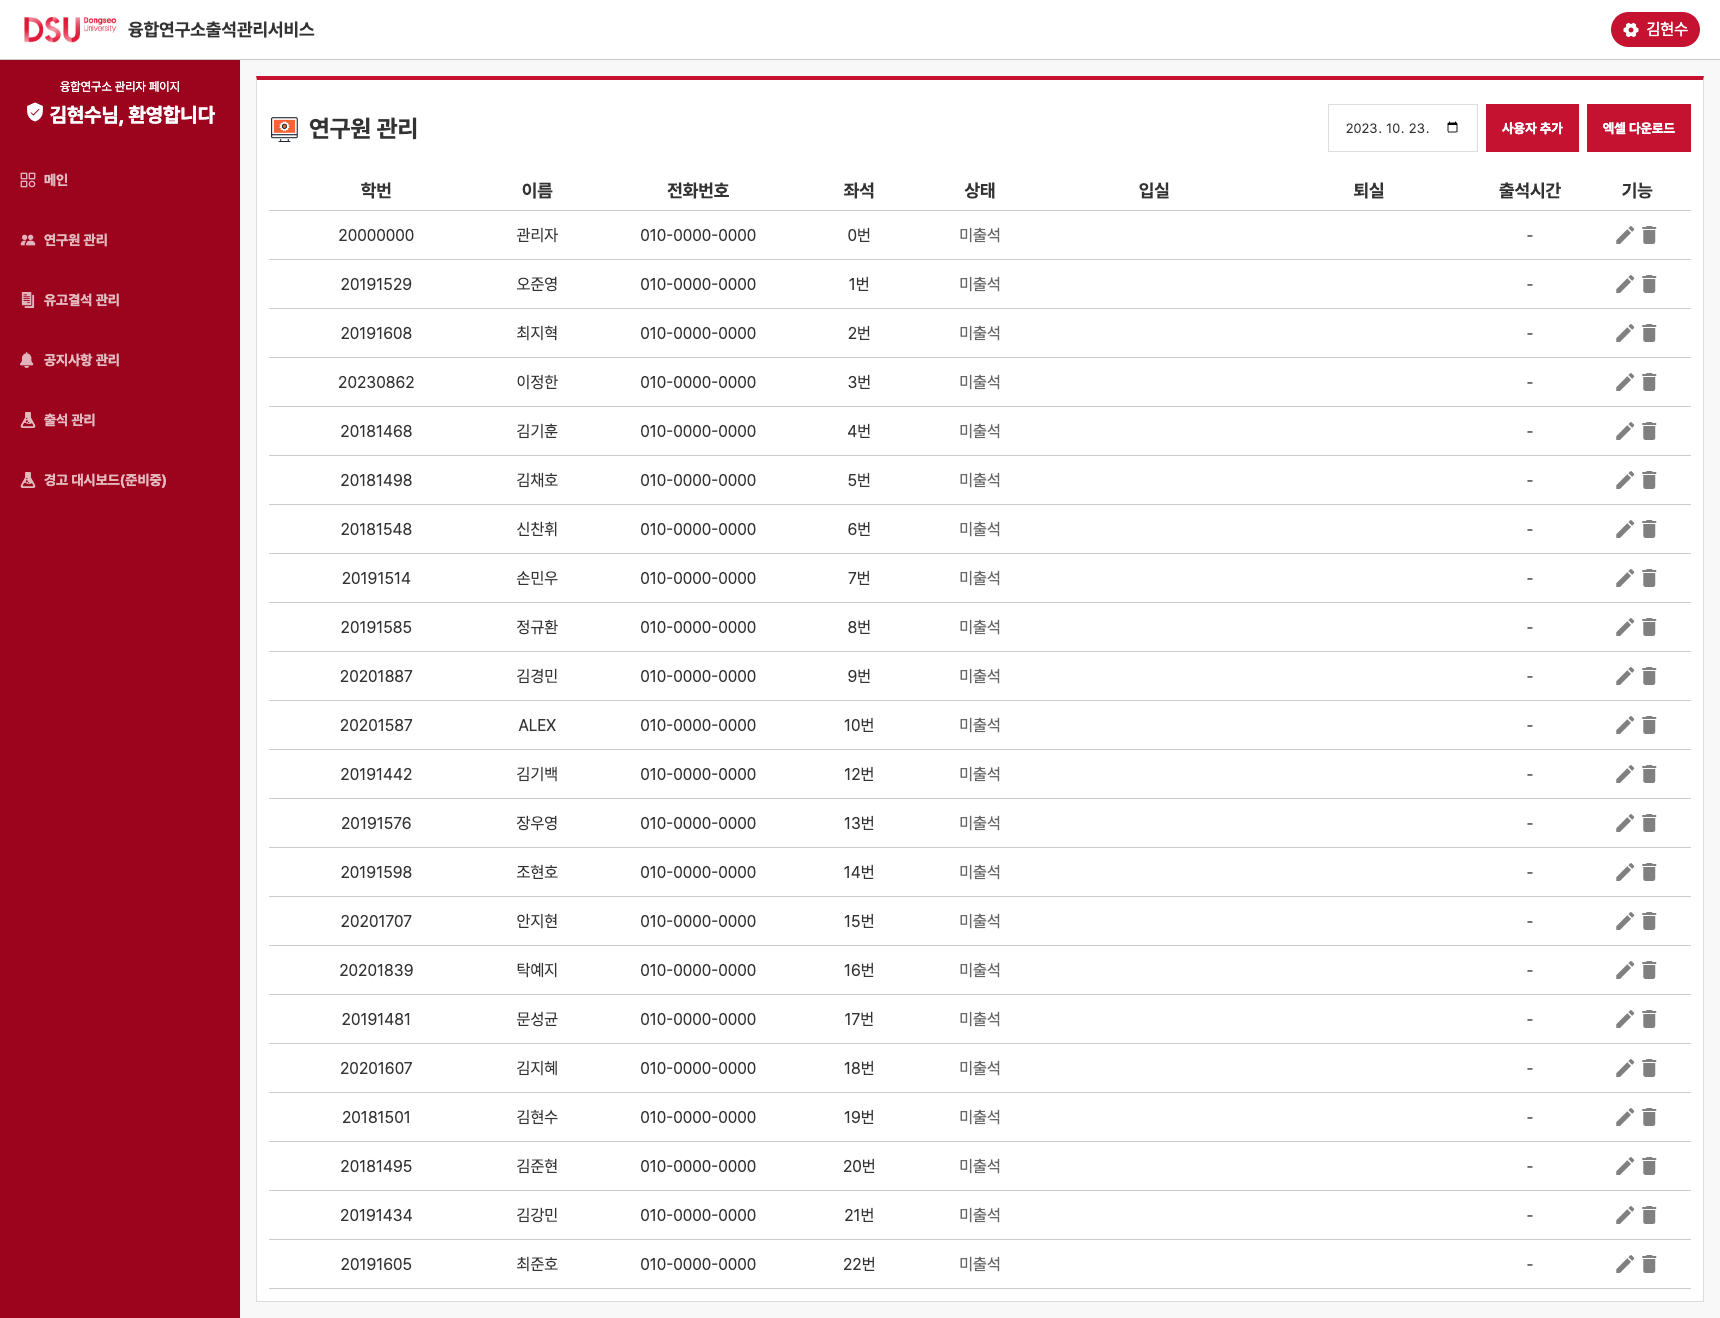 DSU Dongseo University 융합연구소출석관리서비스 김현수
융합연구소 관리자 페이지
김현수님, 환영합니다
메인
연구원 관리
유고결석 관리
공지사항 관리
출석 관리
경고 대시보드(준비중)
연구원 관리 2023. 10. 23. 사용자 추가 엑셀 다운로드
학번 이름 전화번호 좌석 상태 입실 퇴실 출석시간 기능
20000000 관리자 010-0000-0000 0번 미출석 -
20191529 오준영 010-0000-0000 1번 미출석 -
20191608 최지혁 010-0000-0000 2번 미출석 -
20230862 이정한 010-0000-0000 3번 미출석 -
20181468 김기훈 010-0000-0000 4번 미출석 -
20181498 김채호 010-0000-0000 5번 미출석 -
20181548 신찬휘 010-0000-0000 6번 미출석 -
20191514 손민우 010-0000-0000 7번 미출석 -
20191585 정규환 010-0000-0000 8번 미출석 -
20201887 김경민 010-0000-0000 9번 미출석 -
20201587 ALEX 010-0000-0000 10번 미출석 -
20191442 김기백 010-0000-0000 12번 미출석 -
20191576 장우영 010-0000-0000 13번 미출석 -
20191598 조현호 010-0000-0000 14번 미출석 -
20201707 안지현 010-0000-0000 15번 미출석 -
20201839 탁예지 010-0000-0000 16번 미출석 -
20191481 문성균 010-0000-0000 17번 미출석 -
20201607 김지혜 010-0000-0000 18번 미출석 -
20181501 김현수 010-0000-0000 19번 미출석 -
20181495 김준현 010-0000-0000 20번 미출석 -
20191434 김강민 010-0000-0000 21번 미출석 -
20191605 최준호 010-0000-0000 22번 미출석 -